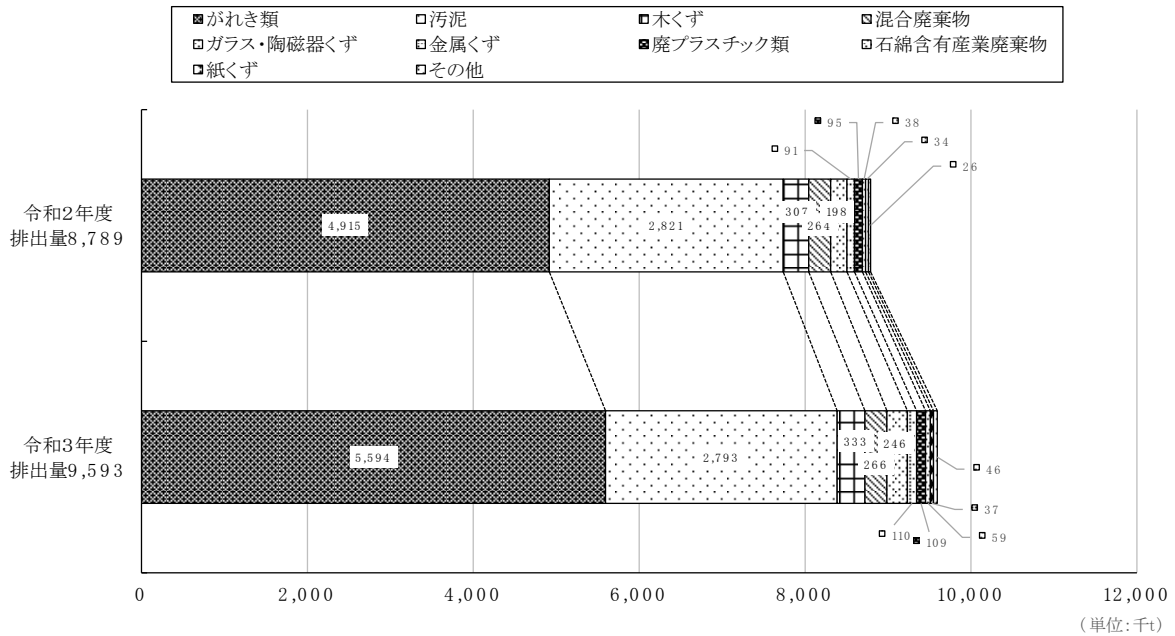 がれき類 汚泥 木くず 混合廃棄物
ガラス・陶磁器くず 金属くず 廃プラスチック類 石綿含有産業廃棄物
紙くず その他
95 38
91 34
26
令和2年度
排出量8,789
4,915 2,821 307 264 198
令和3年度
排出量9,593
5,594 2,793 333 266 246
46
37
110 109 59
0 2,000 4,000 6,000 8,000 10,000 12,000
(単位:千t)